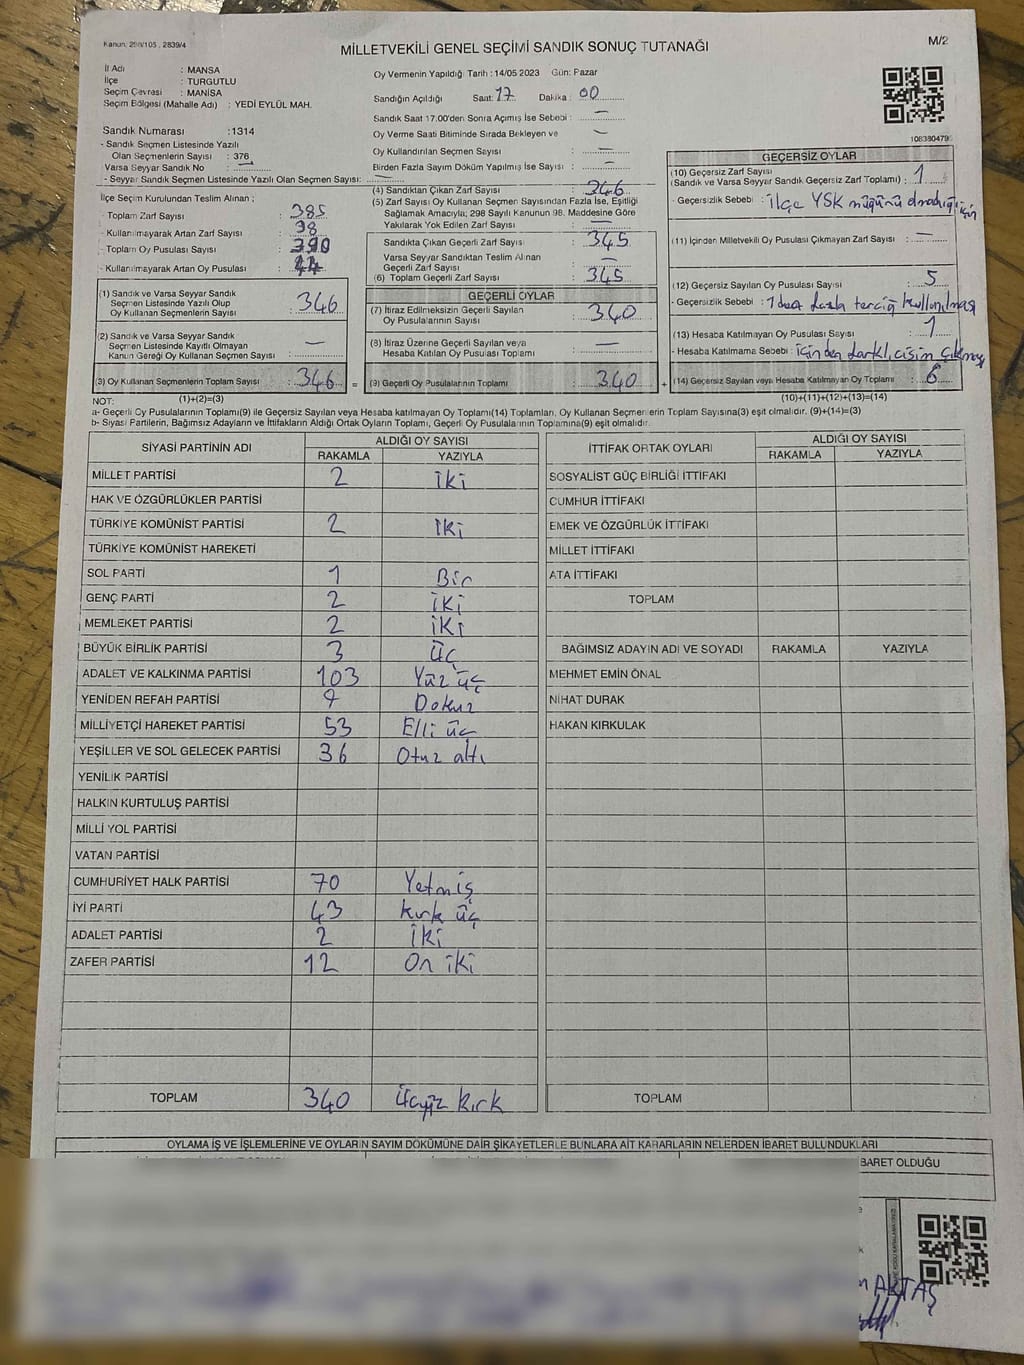 Kanun: 298/105 , 2839/4
MİLLETVEKİLİ GENEL SEÇİMİ SANDIK SONUÇ TUTANAĞI
M/2
İl Adı : MANSA
İlçe : TURGUTLU
Seçim Çevresi : MANİSA
Seçim Bölgesi (Mahalle Adı) : YEDİ EYLÜL MAH.
Sandık Numarası : 1314
- Sandık Seçmen Listesinde Yazılı
Olan Seçmenlerin Sayısı : 376
Varsa Seyyar Sandık No :
- Seyyar Sandık Seçmen Listesinde Yazılı Olan Seçmen Sayısı:
İlçe Seçim Kurulundan Teslim Alınan ;
- Toplam Zarf Sayısı : 385
- Kullanılmayarak Artan Zarf Sayısı : 38
- Toplam Oy Pusulası Sayısı : 390
- Kullanılmayarak Artan Oy Pusulası :
(1) Sandık ve Varsa Seyyar Sandık
Seçmen Listesinde Yazılı Olup
Oy Kullanan Seçmenlerin Sayısı : 346
(2) Sandık ve Varsa Seyyar Sandık
Seçmen Listesinde Kayıtlı Olmayan
Kanun Gereği Oy Kullanan Seçmen Sayısı : —
(3) Oy Kullanan Seçmenlerin Toplam Sayısı : 346 =
Oy Vermenin Yapıldığı Tarih : 14/05 2023 Gün: Pazar
Sandığın Açıldığı Saat: 17 Dakika : 00
Sandık Saat 17.00'den Sonra Açımış İse Sebebi : —
Oy Verme Saati Bitiminde Sırada Bekleyen ve —
Oy Kullandırılan Seçmen Sayısı : —
Birden Fazla Sayım Döküm Yapılmış İse Sayısı : —
(4) Sandıktan Çıkan Zarf Sayısı : 346
(5) Zarf Sayısı Oy Kullanan Seçmen Sayısından Fazla İse, Eşitliği
Sağlamak Amacıyla; 298 Sayılı Kanunun 98. Maddesine Göre
Yakılarak Yok Edilen Zarf Sayısı : —
Sandıkta Çıkan Geçerli Zarf Sayısı : 345
Varsa Seyyar Sandıktan Teslim Alınan
Geçerli Zarf Sayısı : —
(6) Toplam Geçerli Zarf Sayısı : 345
GEÇERLİ OYLAR
(7) İtiraz Edilmeksizin Geçerli Sayılan
Oy Pusulalarının Sayısı : 340
(8) İtiraz Üzerine Geçerli Sayılan veya
Hesaba Katılan Oy Pusulası Toplamı : —
(9) Geçerli Oy Pusulalarının Toplamı : 340 +
108380479
GEÇERSİZ OYLAR
(10) Geçersiz Zarf Sayısı
(Sandık ve Varsa Seyyar Sandık Geçersiz Zarf Toplamı) : 1
- Geçersizlik Sebebi : ilçe YSK mührü olmadığı için
(11) İçinden Milletvekili Oy Pusulası Çıkmayan Zarf Sayısı : —
(12) Geçersiz Sayılan Oy Pusulası Sayısı : 5
- Geçersizlik Sebebi : 1 den fazla terciğ kullanılması
(13) Hesaba Katılmayan Oy Pusulası Sayısı : 1
- Hesaba Katılmama Sebebi : içinden farklı cisim çıkması
(14) Geçersiz Sayılan veya Hesaba Katılmayan Oy Toplamı : 6
NOT: (1)+(2)=(3) (10)+(11)+(12)+(13)=(14)
a- Geçerli Oy Pusulalarının Toplamı(9) ile Geçersiz Sayılan veya Hesaba katılmayan Oy Toplamı(14) Toplamları, Oy Kullanan Seçmenlerin Toplam Sayısına(3) eşit olmalıdır. (9)+(14)=(3)
b- Siyasi Partilerin, Bağımsız Adayların ve İttifakların Aldığı Ortak Oyların Toplamı, Geçerli Oy Pusulalarının Toplamına(9) eşit olmalıdır.
SİYASİ PARTİNİN ADI ALDIĞI OY SAYISI
RAKAMLA YAZIYLA
MİLLET PARTİSİ 2 iki
HAK VE ÖZGÜRLÜKLER PARTİSİ
TÜRKİYE KOMÜNİST PARTİSİ 2 iki
TÜRKİYE KOMÜNİST HAREKETİ
SOL PARTİ 1 Bir
GENÇ PARTİ 2 iki
MEMLEKET PARTİSİ 2 iki
BÜYÜK BİRLİK PARTİSİ 3 üç
ADALET VE KALKINMA PARTİSİ 103 Yüz üç
YENİDEN REFAH PARTİSİ 9 Dokuz
MİLLİYETÇİ HAREKET PARTİSİ 53 Elli üç
YEŞİLLER VE SOL GELECEK PARTİSİ 36 Otuz altı
YENİLİK PARTİSİ
HALKIN KURTULUŞ PARTİSİ
MİLLİ YOL PARTİSİ
VATAN PARTİSİ
CUMHURİYET HALK PARTİSİ 70 Yetmiş
İYİ PARTİ 43 kırk üç
ADALET PARTİSİ 2 iki
ZAFER PARTİSİ 12 On iki
TOPLAM 340 üçyüz kırk
İTTİFAK ORTAK OYLARI ALDIĞI OY SAYISI
RAKAMLA YAZIYLA
SOSYALİST GÜÇ BİRLİĞİ İTTİFAKI
CUMHUR İTTİFAKI
EMEK VE ÖZGÜRLÜK İTTİFAKI
MİLLET İTTİFAKI
ATA İTTİFAKI
TOPLAM
BAĞIMSIZ ADAYIN ADI VE SOYADI RAKAMLA YAZIYLA
MEHMET EMİN ÖNAL
NİHAT DURAK
HAKAN KIRKULAK
TOPLAM
OYLAMA İŞ VE İŞLEMLERİNE VE OYLARIN SAYIM DÖKÜMÜNE DAİR ŞİKAYETLERLE BUNLARA AİT KARARLARIN NELERDEN İBARET BULUNDUKLARI
BARET OLDUĞU
AKTAŞ